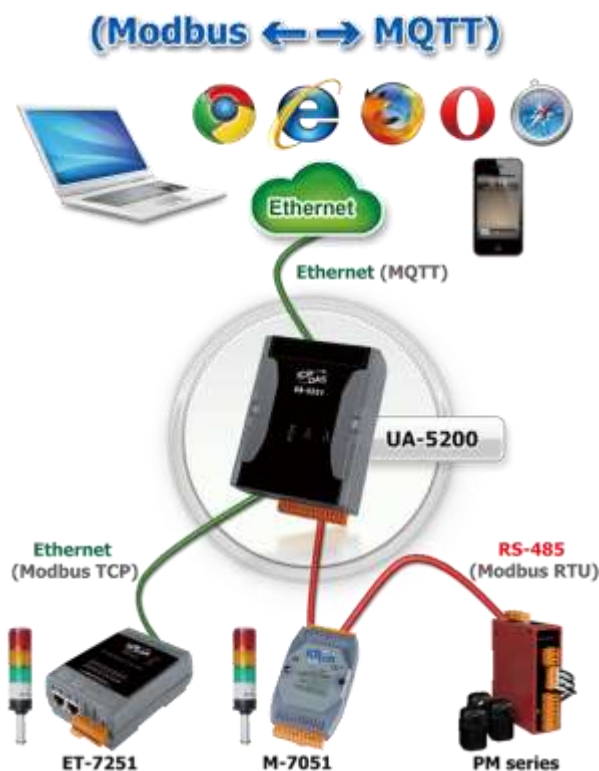 (Modbus ←→ MQTT)
Ethernet
Ethernet (MQTT)
UA-5200
Ethernet
(Modbus TCP)
RS-485
(Modbus RTU)
ET-7251
M-7051
PM series